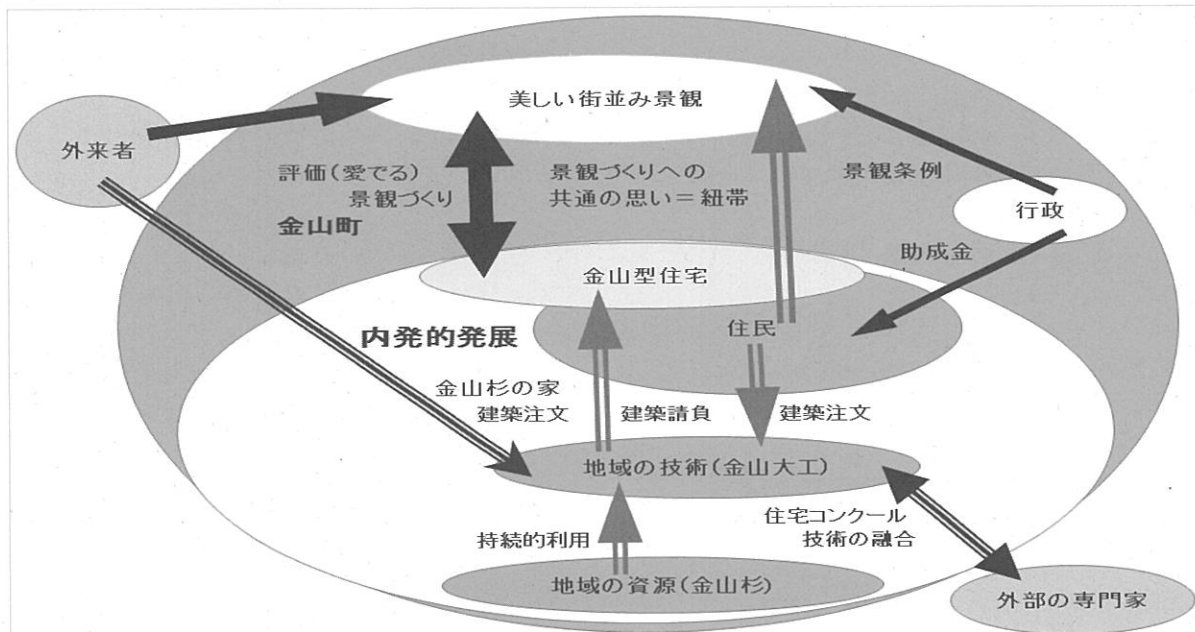 美しい街並み景観
外来者
評価(愛でる)
景観づくり
金山町
景観づくりへの
共通の思い＝紐帯
景観条例
行政
助成金
金山型住宅
住民
内発的発展
金山杉の家
建築注文
建築請負
建築注文
地域の技術(金山大工)
住宅コンクール
技術の融合
持続的利用
地域の資源(金山杉)
外部の専門家